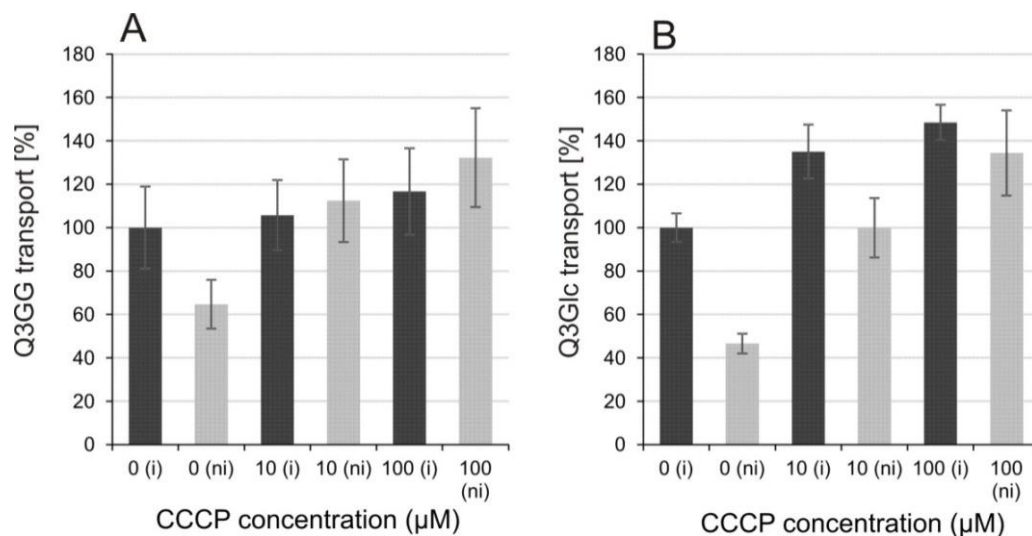 A
Q3GG transport [%]
180
160
140
120
100
80
60
40
20
0
0 (i) 0 (ni) 10 (i) 10 (ni) 100 (i) 100
(ni)
CCCP concentration (µM)
B
Q3Glc transport [%]
180
160
140
120
100
80
60
40
20
0
0 (i) 0 (ni) 10 (i) 10 (ni) 100 (i) 100
(ni)
CCCP concentration (µM)